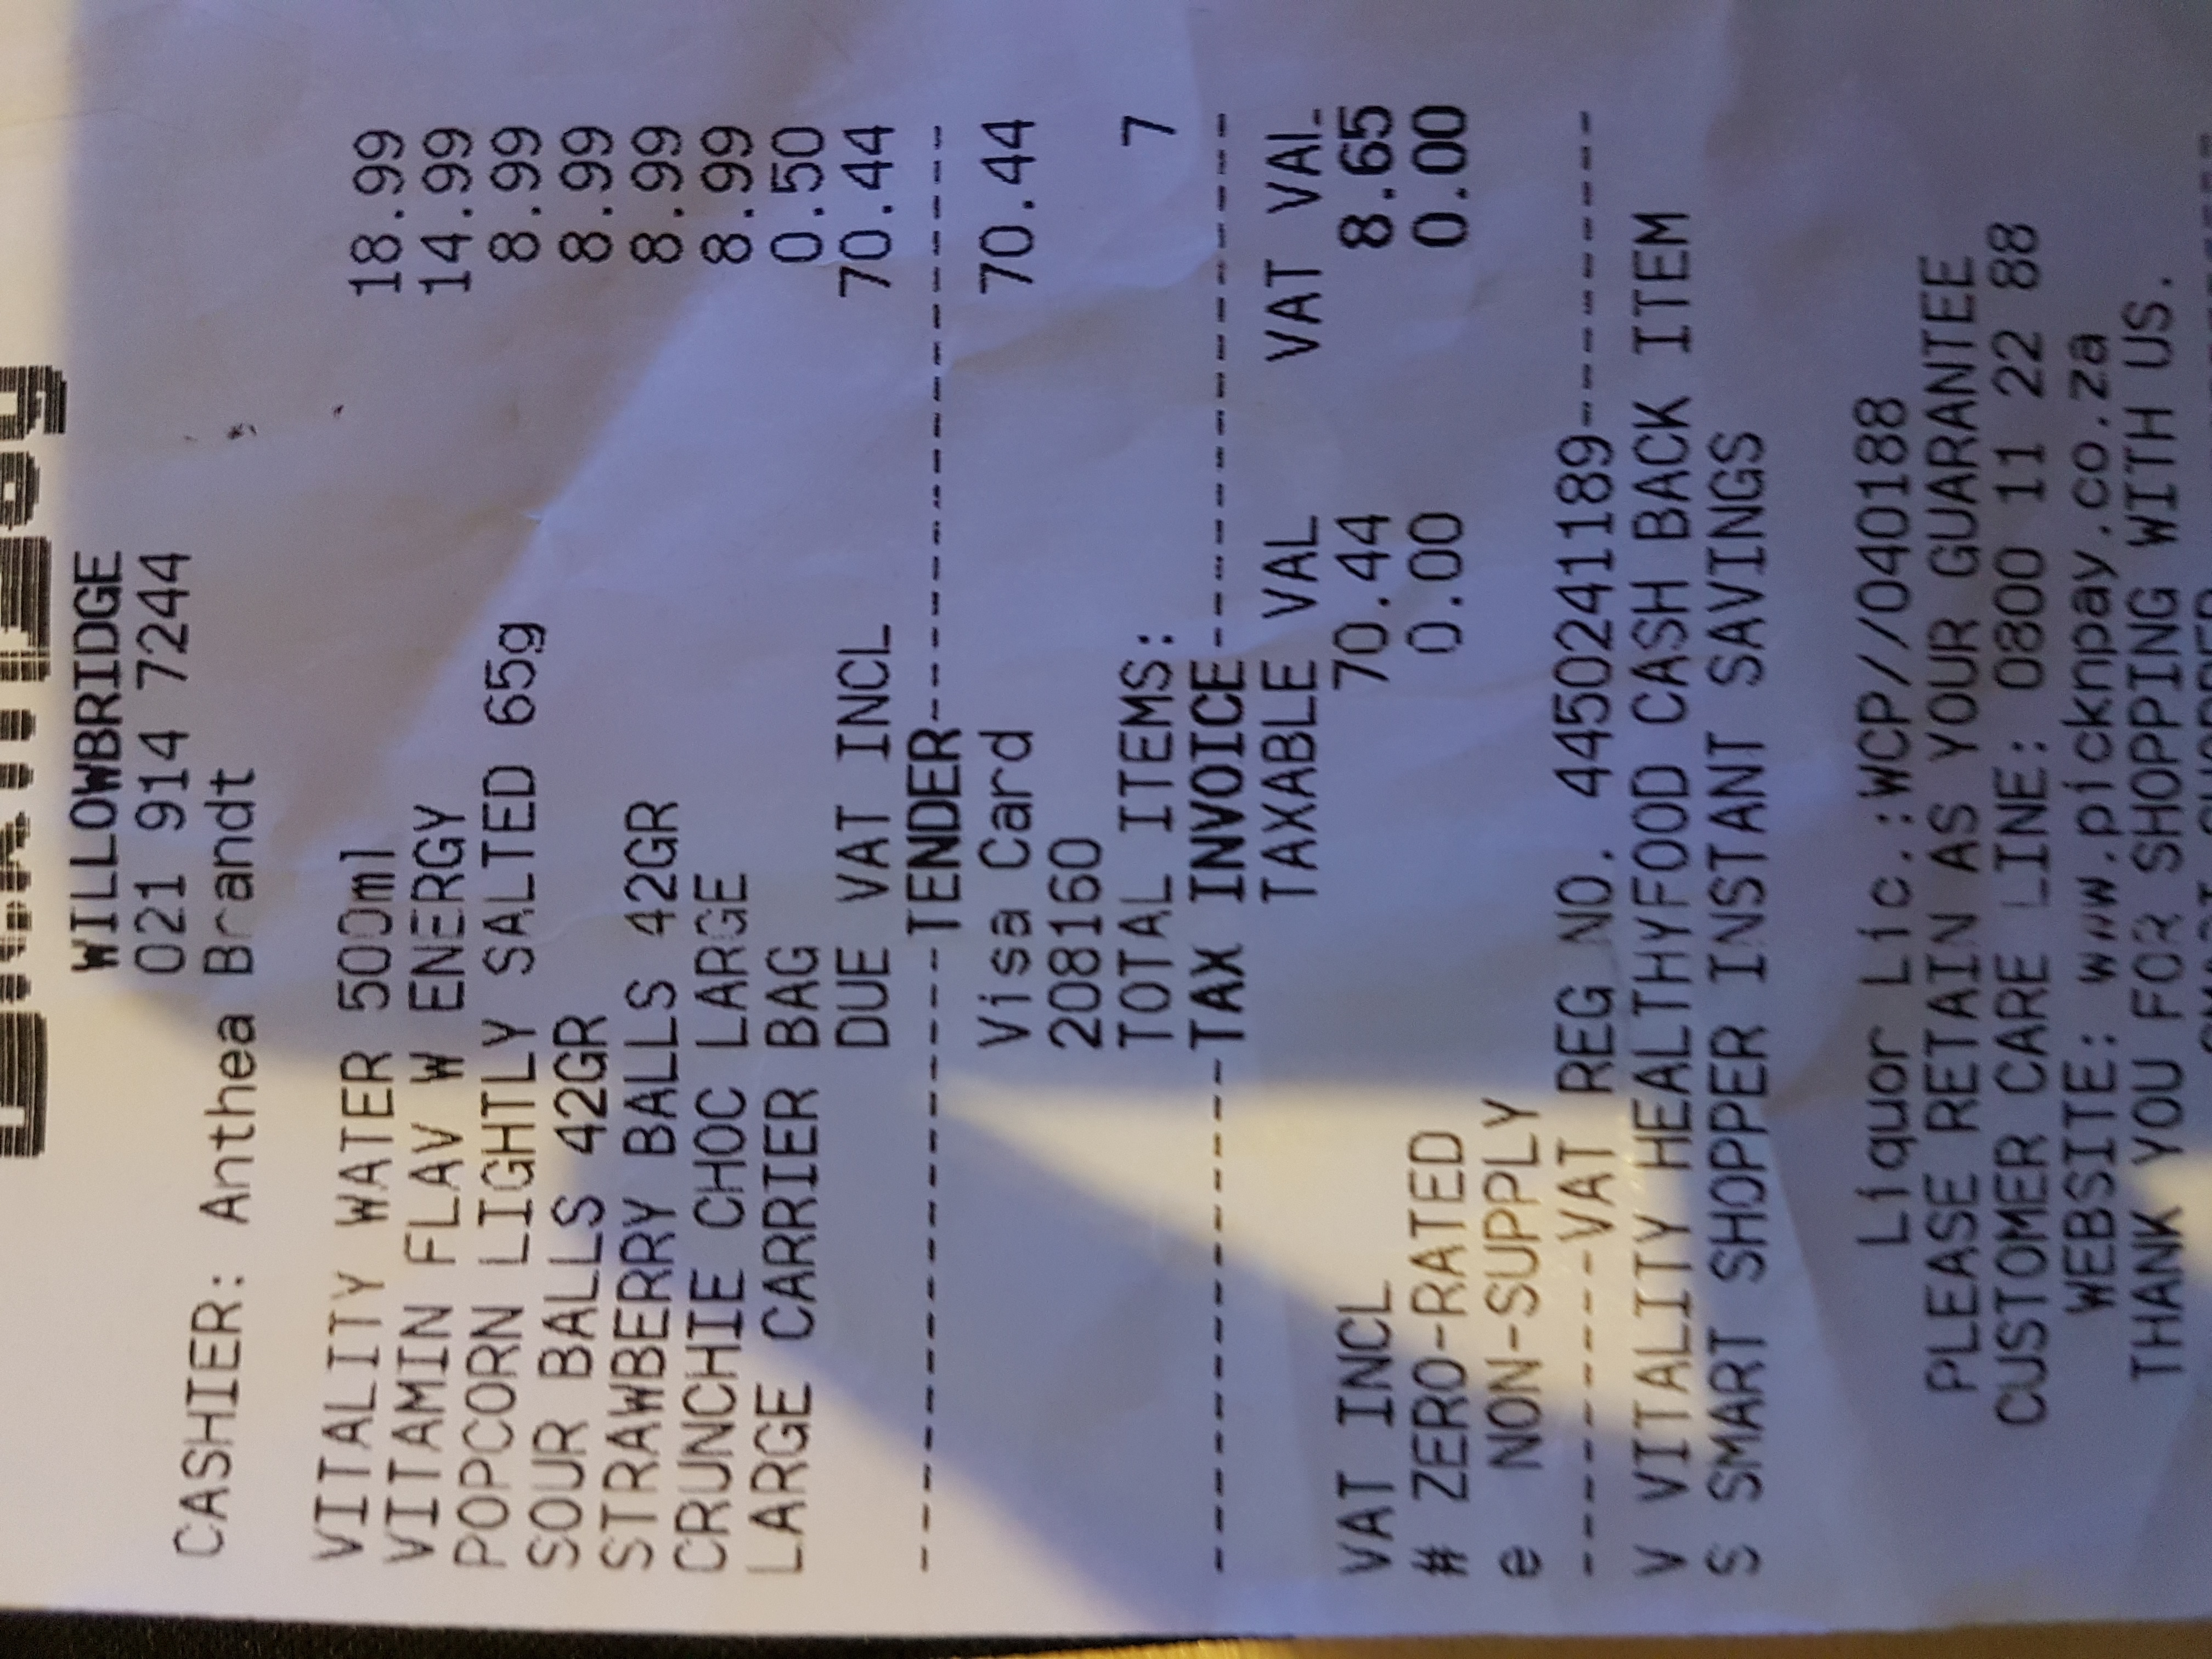 Pick n Pay
WILLOWBRIDGE
021 914 7244
CASHIER: Anthea Brandt
VITALITY WATER 500ml 18.99
VITAMIN FLAV W ENERGY 14.99
POPCORN LIGHTLY SALTED 65g 8.99
SOUR BALLS 42GR 8.99
STRAWBERRY BALLS 42GR 8.99
CRUNCHIE CHOC LARGE 8.99
LARGE CARRIER BAG 0.50
DUE VAT INCL 70.44
------------------TENDER------------------
Visa Card 70.44
208160
TOTAL ITEMS: 7
---------------TAX INVOICE----------------
TAXABLE VAL VAT VAL
VAT INCL 70.44 8.65
# ZERO-RATED 0.00 0.00
e NON-SUPPLY
---------VAT REG NO. 4450241189---------
V VITALITY HEALTHYFOOD CASH BACK ITEM
S SMART SHOPPER INSTANT SAVINGS
Liquor Lic.:WCP//040188
PLEASE RETAIN AS YOUR GUARANTEE
CUSTOMER CARE LINE: 0800 11 22 88
WEBSITE: www.picknpay.co.za
THANK YOU FOR SHOPPING WITH US.
SMART SHOPPER